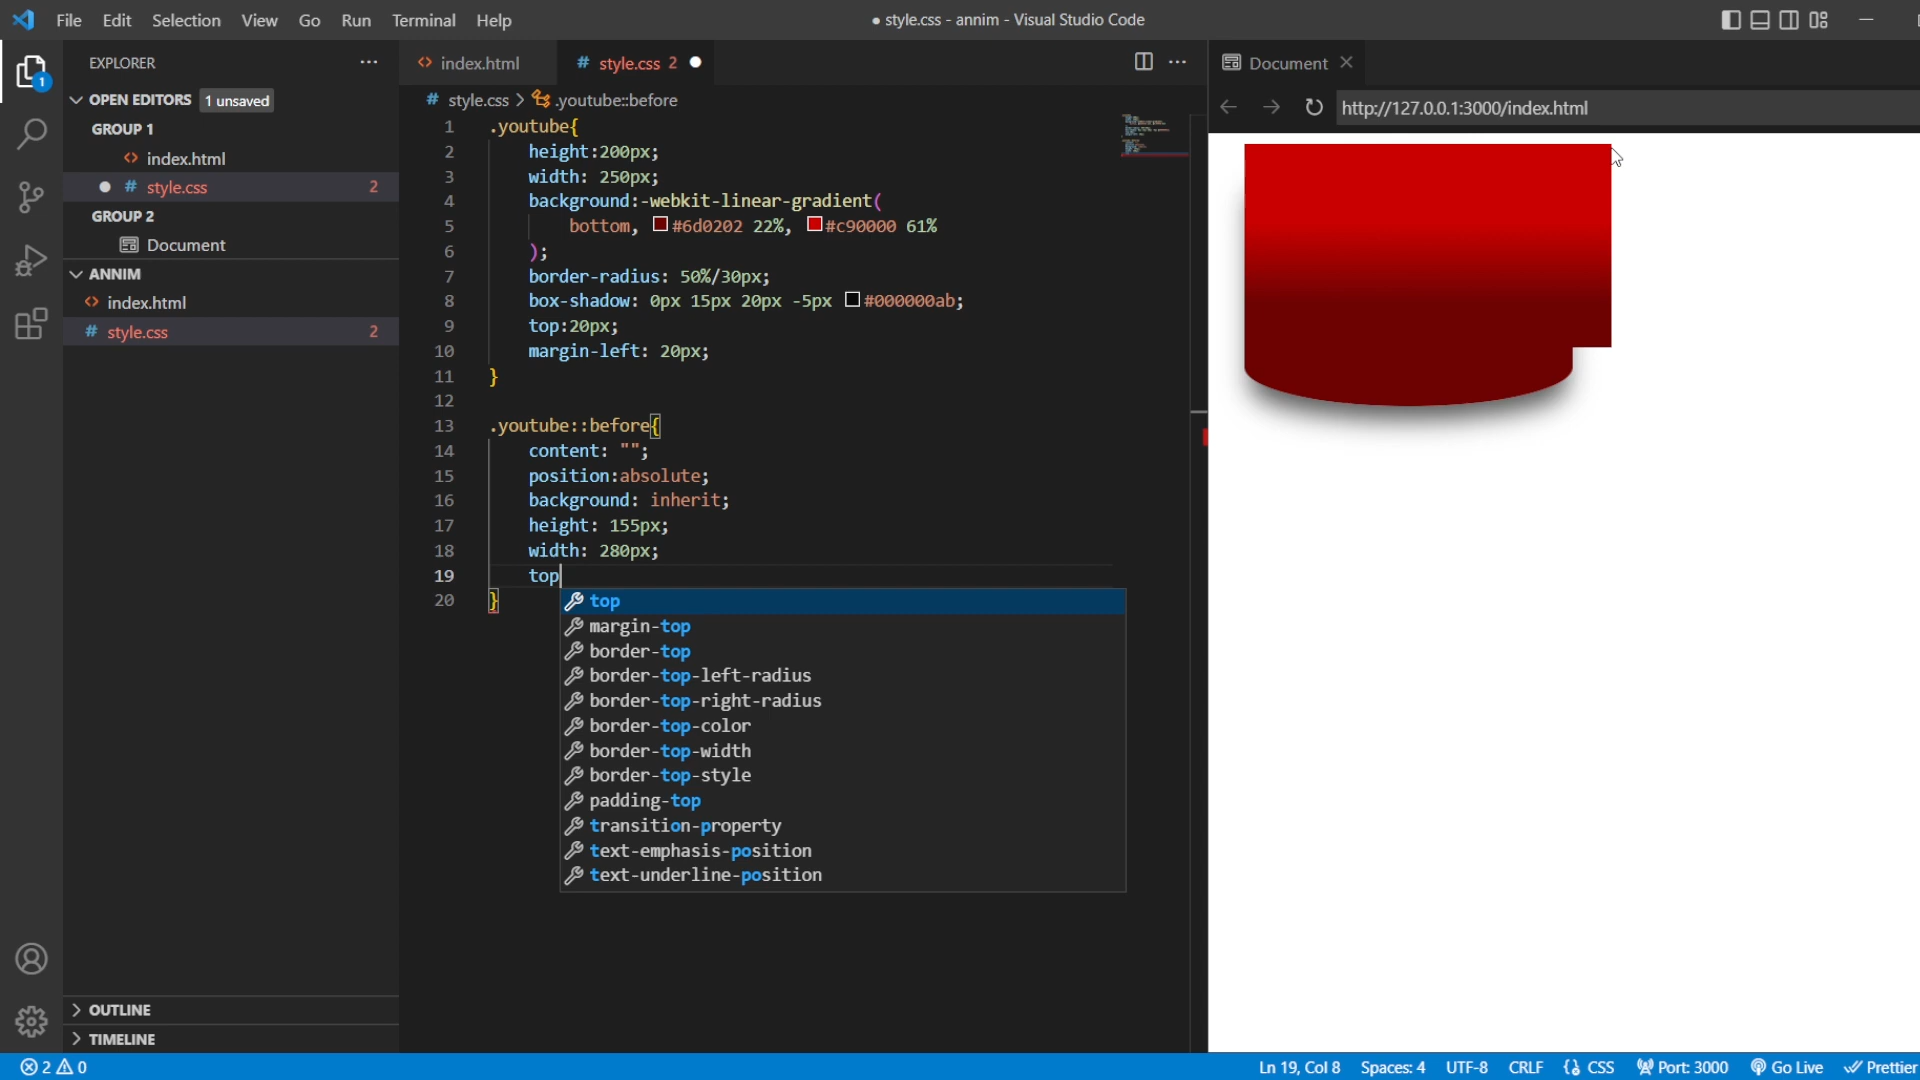 File Edit Selection View Go Run Terminal Help
● style.css - annim - Visual Studio Code
EXPLORER ···
OPEN EDITORS 1 unsaved
GROUP 1
<> index.html
● # style.css 2
GROUP 2
Document
ANNIM
<> index.html
# style.css 2
OUTLINE
TIMELINE
1
<> index.html # style.css 2 ●
# style.css > .youtube::before
1 .youtube{
2 height:200px;
3 width: 250px;
4 background:-webkit-linear-gradient(
5 bottom, #6d0202 22%, #c90000 61%
6 );
7 border-radius: 50%/30px;
8 box-shadow: 0px 15px 20px -5px #000000ab;
9 top:20px;
10 margin-left: 20px;
11 }
12
13 .youtube::before{
14 content: "";
15 position:absolute;
16 background: inherit;
17 height: 155px;
18 width: 280px;
19 top
20 }
top
margin-top
border-top
border-top-left-radius
border-top-right-radius
border-top-color
border-top-width
border-top-style
padding-top
transition-property
text-emphasis-position
text-underline-position
Document
http://127.0.0.1:3000/index.html
2 0
Ln 19, Col 8 Spaces: 4 UTF-8 CRLF {} CSS Port: 3000 Go Live Prettier